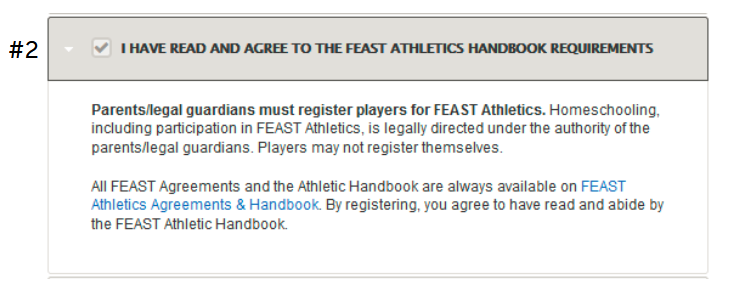 #2
I HAVE READ AND AGREE TO THE FEAST ATHLETICS HANDBOOK REQUIREMENTS
Parents/legal guardians must register players for FEAST Athletics. Homeschooling,
including participation in FEAST Athletics, is legally directed under the authority of the
parents/legal guardians. Players may not register themselves.
All FEAST Agreements and the Athletic Handbook are always available on FEAST
Athletics Agreements & Handbook. By registering, you agree to have read and abide by
the FEAST Athletic Handbook.